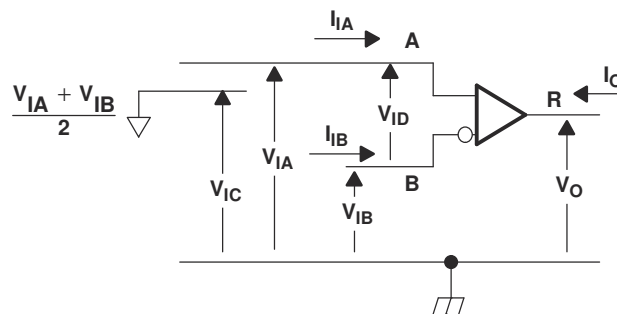 I_IA
A
I_O
V_IA + V_IB
2
R
V_ID
I_IB
V_IA
B
V_IC
V_IB
V_O